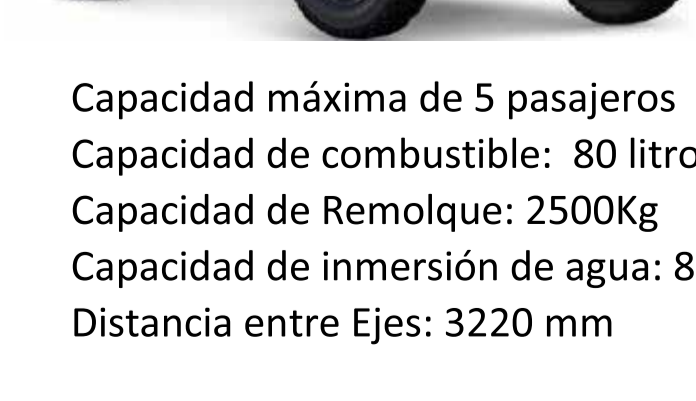 Capacidad máxima de 5 pasajeros
Capacidad de combustible:  80 litro
Capacidad de Remolque: 2500Kg
Capacidad de inmersión de agua: 8
Distancia entre Ejes: 3220 mm